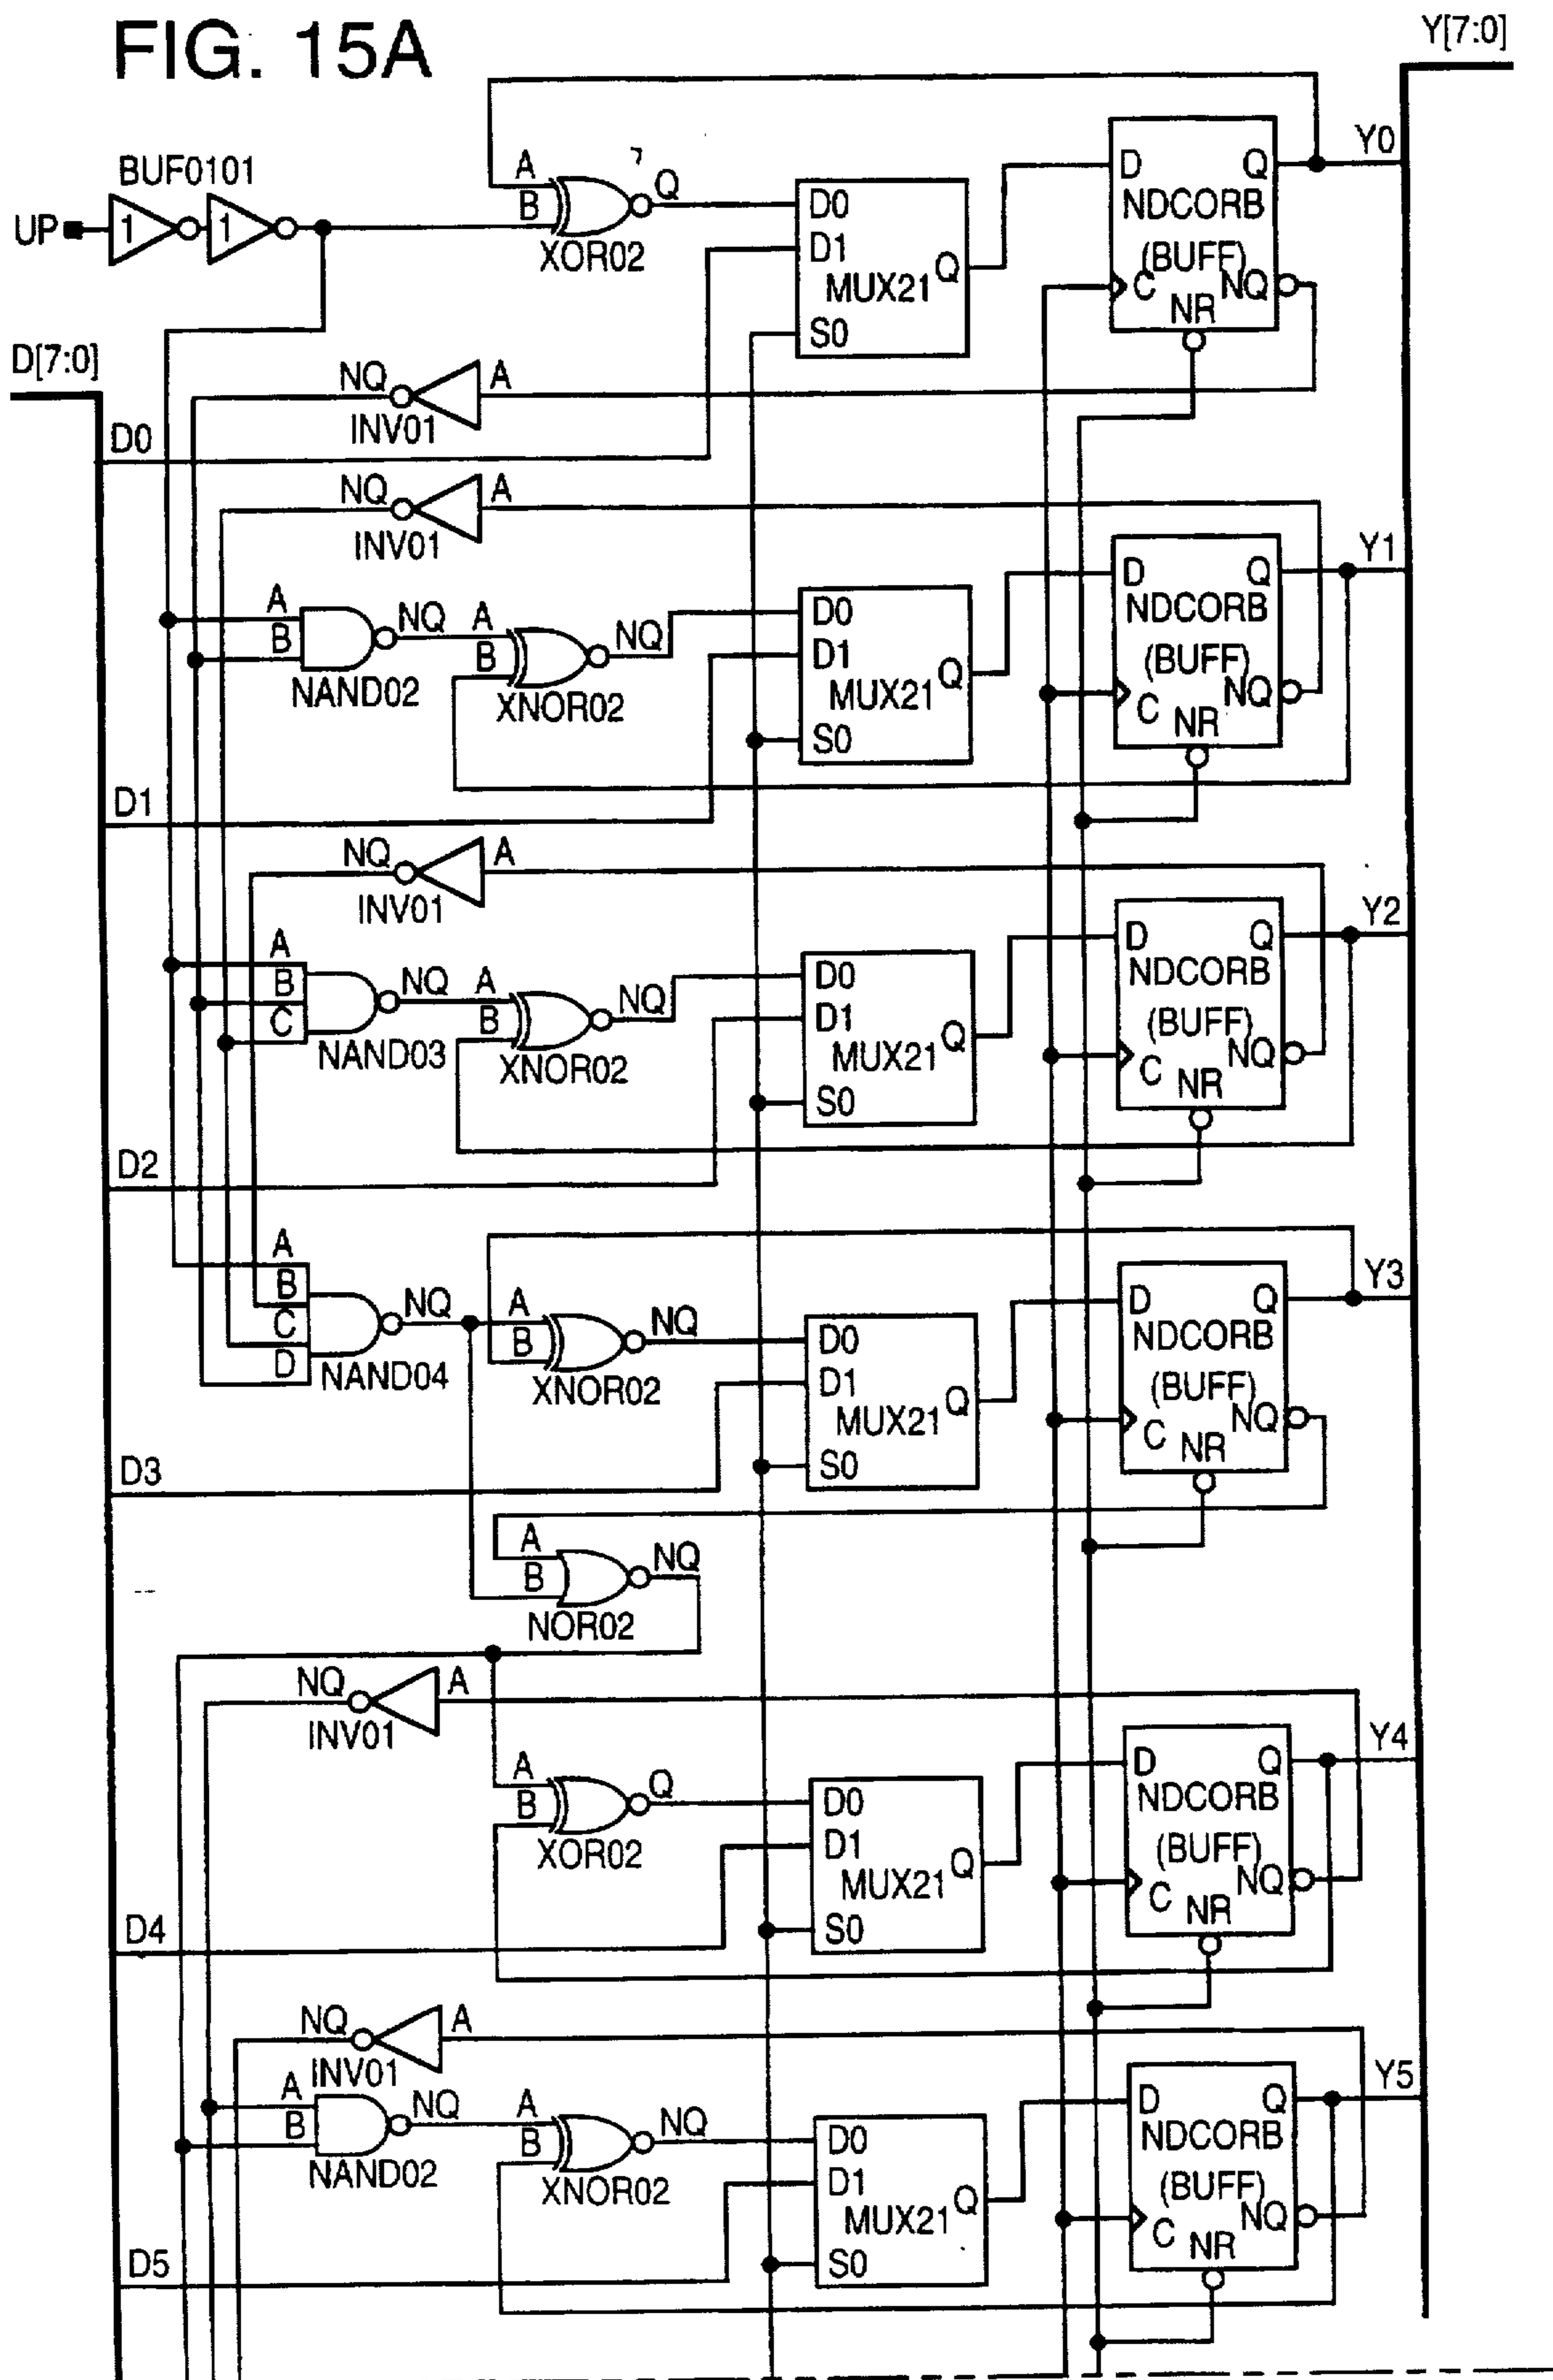 FIG. 15A
Y[7:0]
BUF0101
UP
1
1
A
B
Q
XOR02
D0
D1
MUX21
Q
S0
D
Q
NDCORB
(BUFF)
C
NQ
NR
Y0
D[7:0]
NQ
A
INV01
D0
NQ
A
INV01
A
B
NQ
NAND02
A
B
NQ
XNOR02
D0
D1
MUX21
Q
S0
D
Q
NDCORB
(BUFF)
C
NQ
NR
Y1
D1
NQ
A
INV01
A
B
C
NQ
NAND03
A
B
NQ
XNOR02
D0
D1
MUX21
Q
S0
D
Q
NDCORB
(BUFF)
C
NQ
NR
Y2
D2
A
B
C
D
NQ
NAND04
A
B
NQ
XNOR02
D0
D1
MUX21
Q
S0
D
Q
NDCORB
(BUFF)
C
NQ
NR
Y3
D3
A
B
NQ
NOR02
NQ
A
INV01
A
B
Q
XOR02
D0
D1
MUX21
Q
S0
D
Q
NDCORB
(BUFF)
C
NQ
NR
Y4
D4
NQ
A
INV01
A
B
NQ
NAND02
A
B
NQ
XNOR02
D0
D1
MUX21
Q
S0
D
Q
NDCORB
(BUFF)
C
NQ
NR
Y5
D5